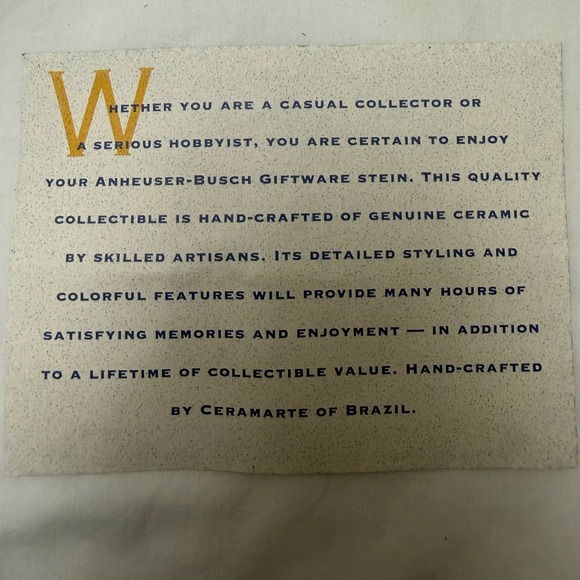 WHETHER YOU ARE A CASUAL COLLECTOR OR
A SERIOUS HOBBYIST, YOU ARE CERTAIN TO ENJOY
YOUR ANHEUSER-BUSCH GIFTWARE STEIN. THIS QUALITY
COLLECTIBLE IS HAND-CRAFTED OF GENUINE CERAMIC
BY SKILLED ARTISANS. ITS DETAILED STYLING AND
COLORFUL FEATURES WILL PROVIDE MANY HOURS OF
SATISFYING MEMORIES AND ENJOYMENT — IN ADDITION
TO A LIFETIME OF COLLECTIBLE VALUE. HAND-CRAFTED
BY CERAMARTE OF BRAZIL.